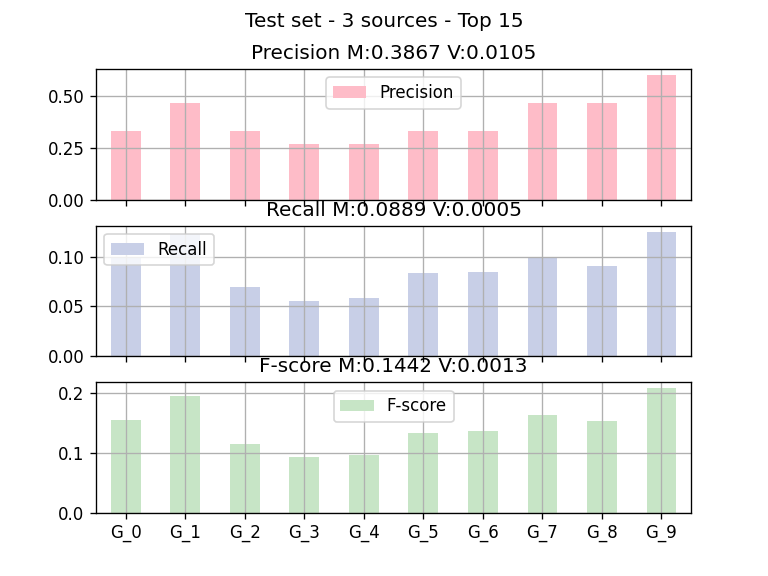 Test set - 3 sources - Top 15
Precision M:0.3867 V:0.0105
0.50
Precision
0.25
0.00
Recall M:0.0889 V:0.0005
Recall
0.10
0.05
0.00
F-score M:0.1442 V:0.0013
0.2
F-score
0.1
0.0
G_0 G_1 G_2 G_3 G_4 G_5 G_6 G_7 G_8 G_9